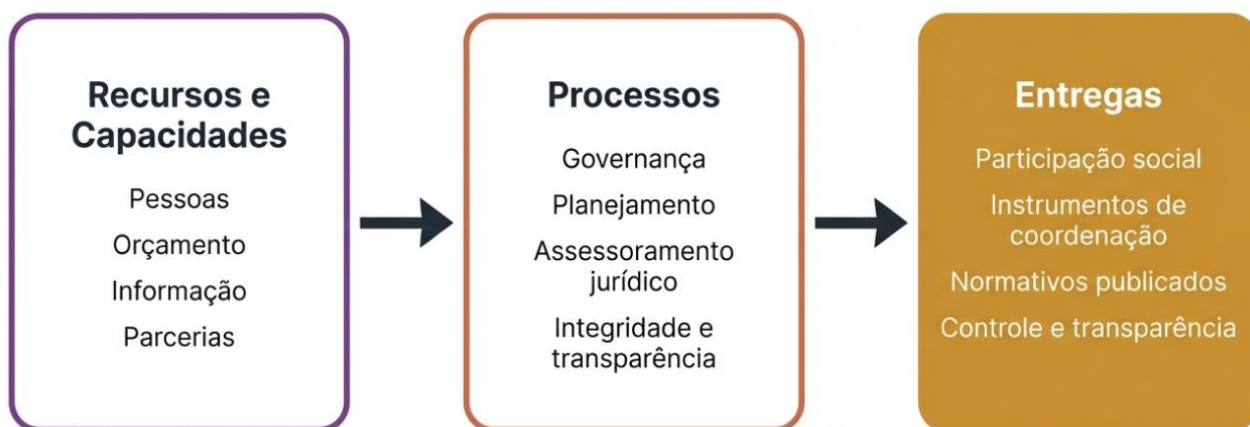 Recursos e
Capacidades
Pessoas
Orçamento
Informação
Parcerias
Processos
Governança
Planejamento
Assessoramento
jurídico
Integridade e
transparência
Entregas
Participação social
Instrumentos de
coordenação
Normativos publicados
Controle e transparência